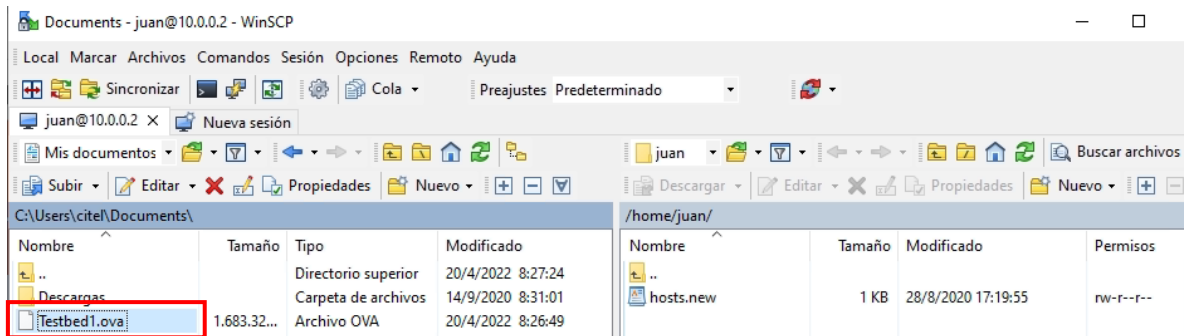 Documents - juan@10.0.0.2 - WinSCP
Local Marcar Archivos Comandos Sesión Opciones Remoto Ayuda
Sincronizar Cola Preajustes Predeterminado
juan@10.0.0.2 Nueva sesión
Mis documentos juan Buscar archivos
Subir Editar Propiedades Nuevo Descargar Editar Propiedades Nuevo
C:\Users\citel\Documents\ /home/juan/
Nombre Tamaño Tipo Modificado Nombre Tamaño Modificado Permisos
.. Directorio superior 20/4/2022 8:27:24 ..
Descargas Carpeta de archivos 14/9/2020 8:31:01 hosts.new 1 KB 28/8/2020 17:19:55 rw-r--r--
Testbed1.ova 1.683.32... Archivo OVA 20/4/2022 8:26:49